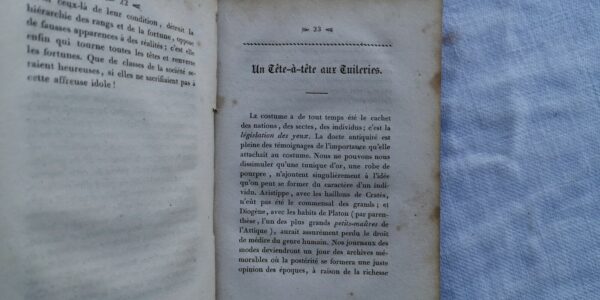 22
ceux-là de leur condition, détruit la
hiérarchie des rangs et de la fortune, oppose
de fausses apparences à des réalités ; c'est elle
enfin qui tourne toutes les têtes et renverse
les fortunes. Que de classes de la société se-
raient heureuses, si elles ne sacrifiaient pas à
cette affreuse idole !
23
Un Tête-à-tête aux Tuileries.
Le costume a de tout temps été le cachet
des nations, des sectes, des individus ; c'est la
législation des yeux. La docte antiquité est
pleine des témoignages de l'importance qu'elle
attachait au costume. Nous ne pouvons nous
dissimuler qu'une tunique d'or, une robe de
pourpre, n'ajoutent singulièrement à l'idée
qu'on peut se former du caractère d'un indi-
vidu. Aristippe, avec les haillons de Cratès,
n'eût pas été le commensal des grands ; et
Diogène, avec les habits de Platon (par paren-
thèse, l'un des plus grands petits-maîtres de
l'Attique), aurait assurément perdu le droit
de médire du genre humain. Nos journaux des
modes deviendront un jour des archives mé-
morables où la postérité se formera une juste
opinion des époques, à raison de la richesse